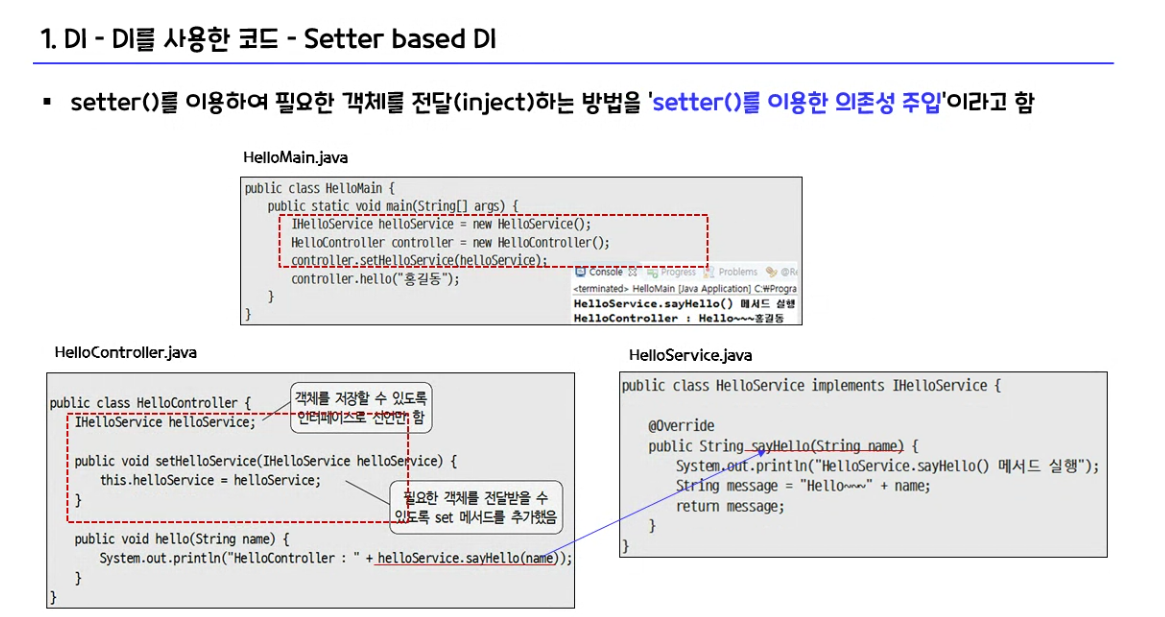 1. DI - DI를 사용한 코드 - Setter based DI
▪ setter()를 이용하여 필요한 객체를 전달(inject)하는 방법을 'setter()를 이용한 의존성 주입'이라고 함
HelloMain.java
public class HelloMain {
public static void main(String[] args) {
IHelloService helloService = new HelloService();
HelloController controller = new HelloController();
controller.setHelloService(helloService);
controller.hello("홍길동");
}
}
Console Progress Problems @Re
<terminated> HelloMain [Java Application] C:₩Progra
HelloService.sayHello() 메서드 실행
HelloController : Hello~~~홍길동
HelloController.java
public class HelloController {
IHelloService helloService;
객체를 저장할 수 있도록
인터페이스로 선언만 함
public void setHelloService(IHelloService helloService) {
this.helloService = helloService;
}
필요한 객체를 전달받을 수
있도록 set 메서드를 추가했음
public void hello(String name) {
System.out.println("HelloController : " + helloService.sayHello(name));
}
}
HelloService.java
public class HelloService implements IHelloService {
@Override
public String sayHello(String name) {
System.out.println("HelloService.sayHello() 메서드 실행");
String message = "Hello~~~" + name;
return message;
}
}